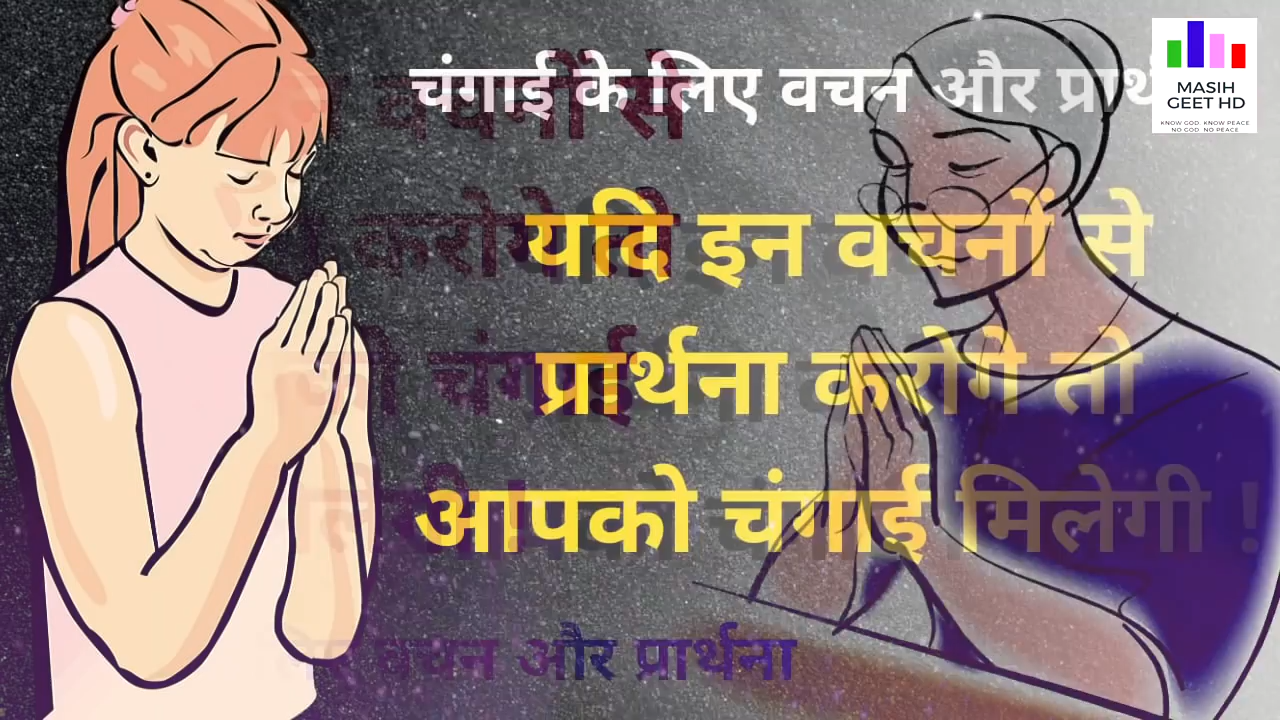 चंगाई के लिए वचन और
MASIH
GEET HD
KNOW GOD. KNOW PEACE
NO GOD. NO PEACE
यदि इन वचनों से
प्रार्थना करोगे तो
आपको चंगाई मिलेगी !
वचन और प्रार्थना